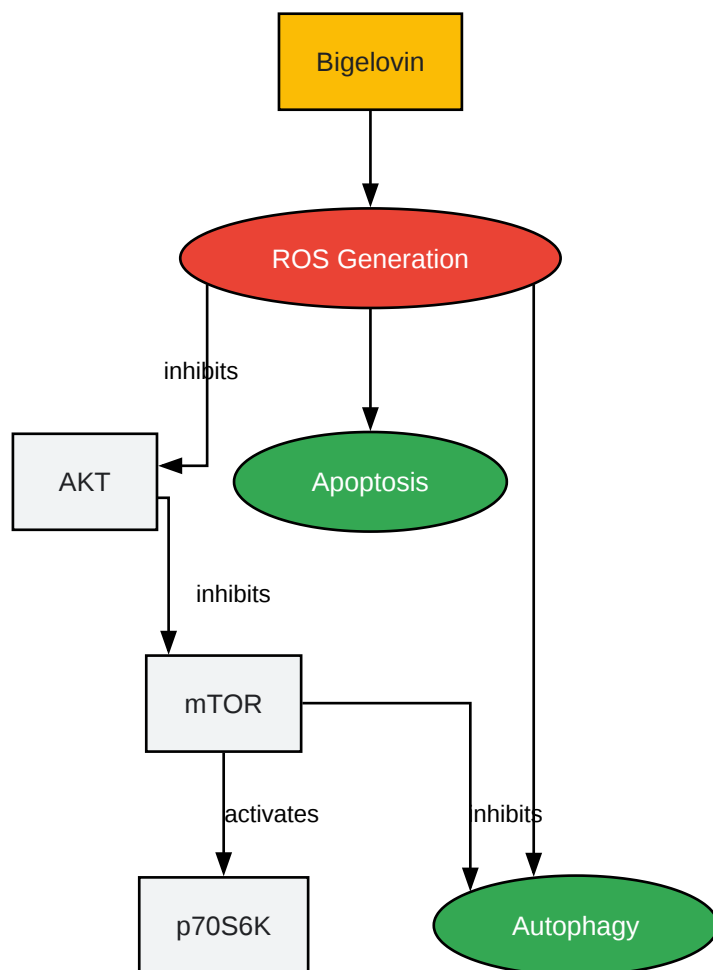 Bigelovin
ROS Generation
inhibits
AKT
Apoptosis
inhibits
mTOR
activates
inhibits
p70S6K
Autophagy